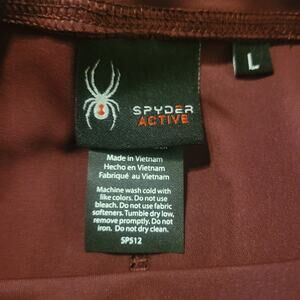 L
SPYDER
ACTIVE
Made in Vietnam
Hecho en Vietnam
Fabriqué au Vietnam
Machine wash cold with
like colors. Do not use
bleach. Do not use fabric
softeners. Tumble dry low,
remove promptly. Do not
iron. Do not dry clean.
SP512